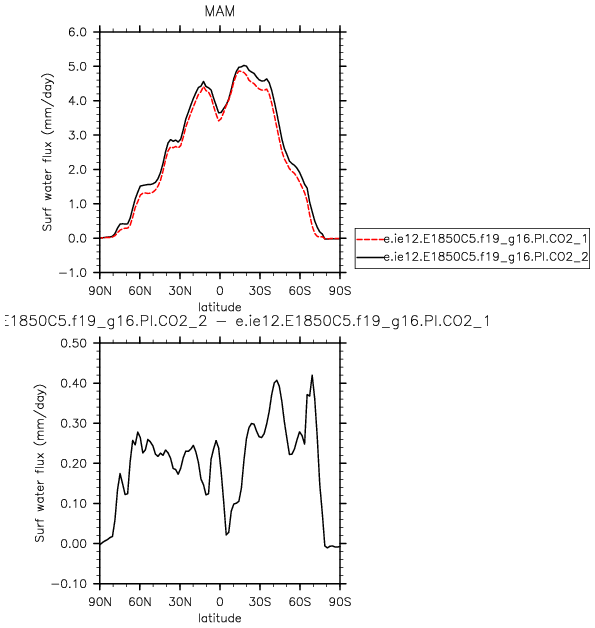 MAM
6.0
5.0
4.0
3.0
2.0
1.0
0.0
−1.0
Surf water flux (mm/day)
90N 60N 30N 0 30S 60S 90S
latitude
e.ie12.E1850C5.f19_g16.PI.CO2_1
e.ie12.E1850C5.f19_g16.PI.CO2_2
E1850C5.f19_g16.PI.CO2_2 − e.ie12.E1850C5.f19_g16.PI.CO2_1
0.50
0.40
0.30
0.20
0.10
0.00
−0.10
Surf water flux (mm/day)
90N 60N 30N 0 30S 60S 90S
latitude